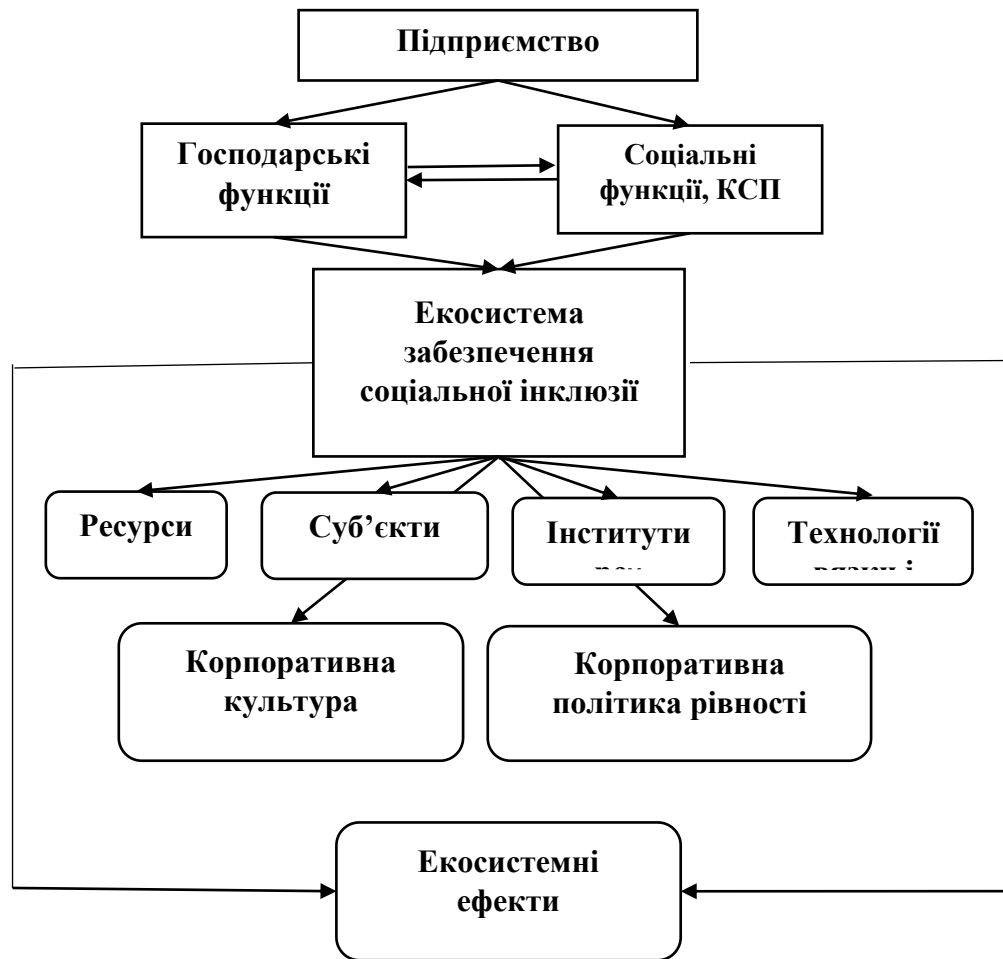 Підприємство
Господарські
функції
Соціальні
функції, КСП
Екосистема
забезпечення
соціальної інклюзії
Ресурси
Суб’єкти
Інститути
Технології
Корпоративна
культура
Корпоративна
політика рівності
Екосистемні
ефекти